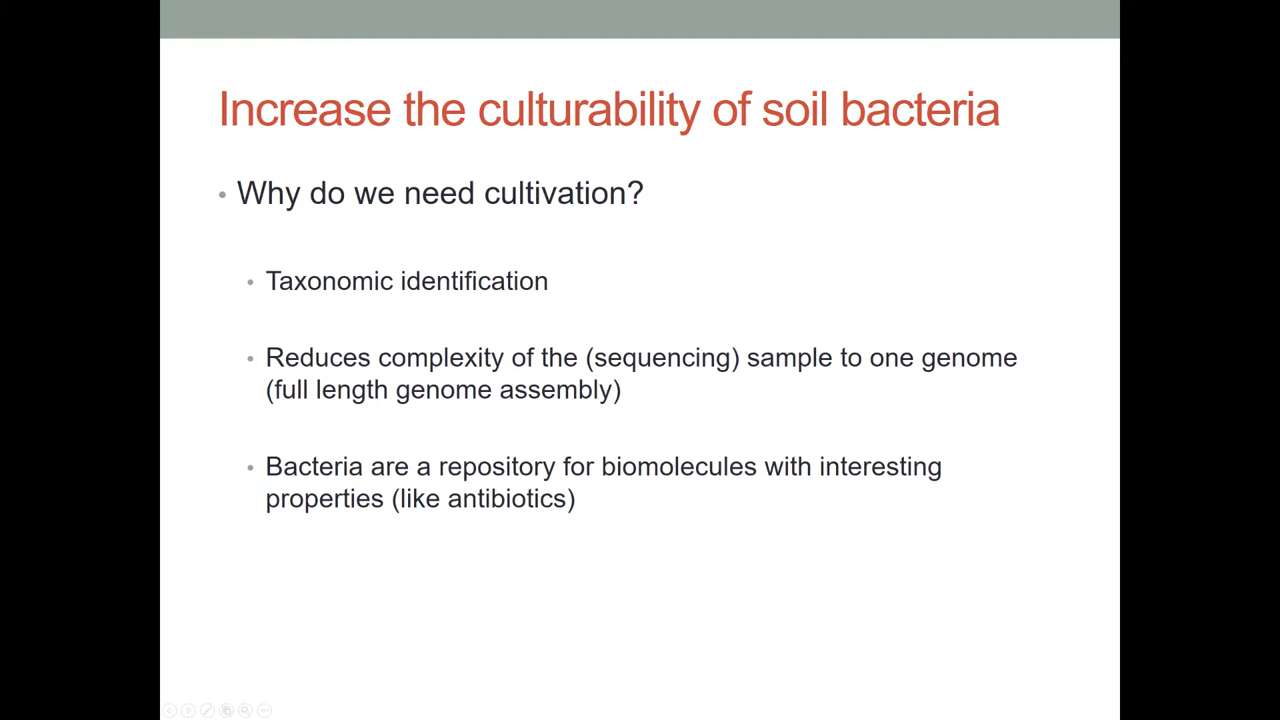 Increase the culturability of soil bacteria
• Why do we need cultivation?
• Taxonomic identification
• Reduces complexity of the (sequencing) sample to one genome
(full length genome assembly)
• Bacteria are a repository for biomolecules with interesting
properties (like antibiotics)